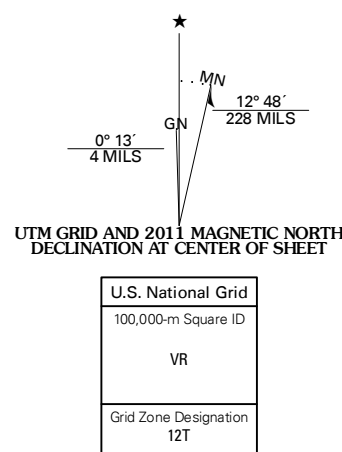 ★
MN
12° 48´
228 MILS
GN
0° 13´
4 MILS
UTM GRID AND 2011 MAGNETIC NORTH
DECLINATION AT CENTER OF SHEET
U.S. National Grid
100,000-m Square ID
VR
Grid Zone Designation
12T